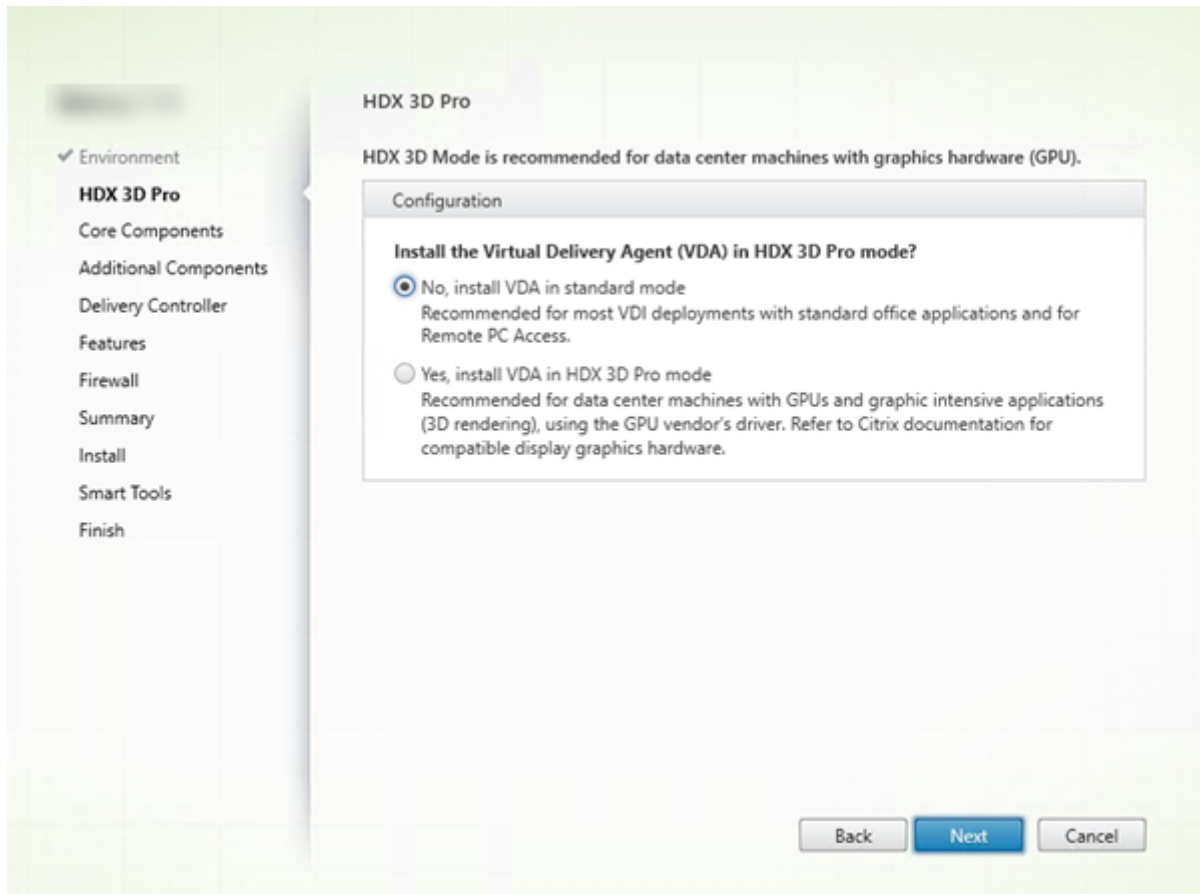 HDX 3D Pro
Environment
HDX 3D Pro
Core Components
Additional Components
Delivery Controller
Features
Firewall
Summary
Install
Smart Tools
Finish
HDX 3D Mode is recommended for data center machines with graphics hardware (GPU).
Configuration
Install the Virtual Delivery Agent (VDA) in HDX 3D Pro mode?
No, install VDA in standard mode
Recommended for most VDI deployments with standard office applications and for
Remote PC Access.
Yes, install VDA in HDX 3D Pro mode
Recommended for data center machines with GPUs and graphic intensive applications
(3D rendering), using the GPU vendor's driver. Refer to Citrix documentation for
compatible display graphics hardware.
Back
Next
Cancel